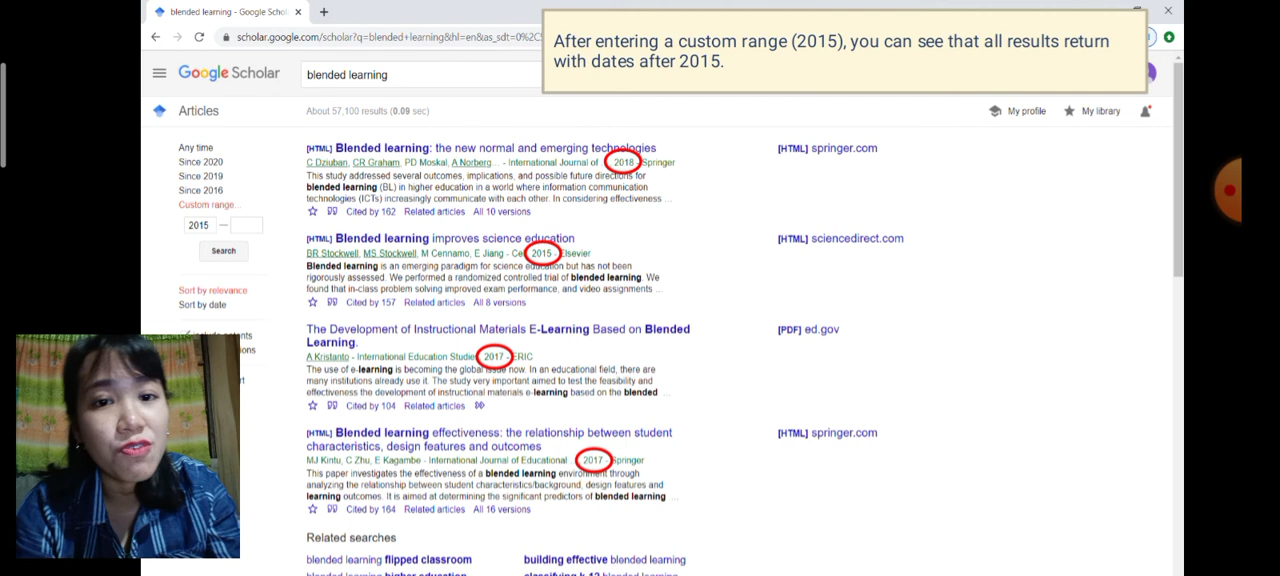 blended learning - Google Schol
scholar.google.com/scholar?q=blended+learning&hl=en&as_sdt=0%2C5
After entering a custom range (2015), you can see that all results return
with dates after 2015.
Google Scholar
blended learning
Articles
About 57,100 results (0.09 sec)
My profile
My library
Any time
Since 2020
Since 2019
Since 2016
Custom range...
2015 —
Search
Sort by relevance
Sort by date
[HTML] Blended learning: the new normal and emerging technologies
C Dziuban, CR Graham, PD Moskal, A Norberg... - International Journal of ... 2018 - Springer
This study addressed several outcomes, implications, and possible future directions for
blended learning (BL) in higher education in a world where information communication
technologies (ICTs) increasingly communicate with each other. In considering effectiveness ...
Cited by 162 Related articles All 10 versions
[HTML] springer.com
[HTML] Blended learning improves science education
BR Stockwell, MS Stockwell, M Cennamo, E Jiang - Ce 2015 - Elsevier
Blended learning is an emerging paradigm for science education but has not been
rigorously assessed. We performed a randomized controlled trial of blended learning. We
found that in-class problem solving improved exam performance, and video assignments ...
Cited by 157 Related articles All 8 versions
[HTML] sciencedirect.com
The Development of Instructional Materials E-Learning Based on Blended
Learning.
A Kristanto - International Education Studie 2017 - ERIC
The use of e-learning is becoming the global issue now. In an educational field, there are
many institutions already use it. The study very important aimed to test the feasibility and
effectiveness the development of instructional materials e-learning based on the blended ...
Cited by 104 Related articles
[PDF] ed.gov
[HTML] Blended learning effectiveness: the relationship between student
characteristics, design features and outcomes
MJ Kintu, C Zhu, E Kagambe - International Journal of Educational ... 2017 - Springer
This paper investigates the effectiveness of a blended learning environment through
analyzing the relationship between student characteristics/background, design features and
learning outcomes. It is aimed at determining the significant predictors of blended learning ...
Cited by 164 Related articles All 16 versions
[HTML] springer.com
Related searches
blended learning flipped classroom
building effective blended learning